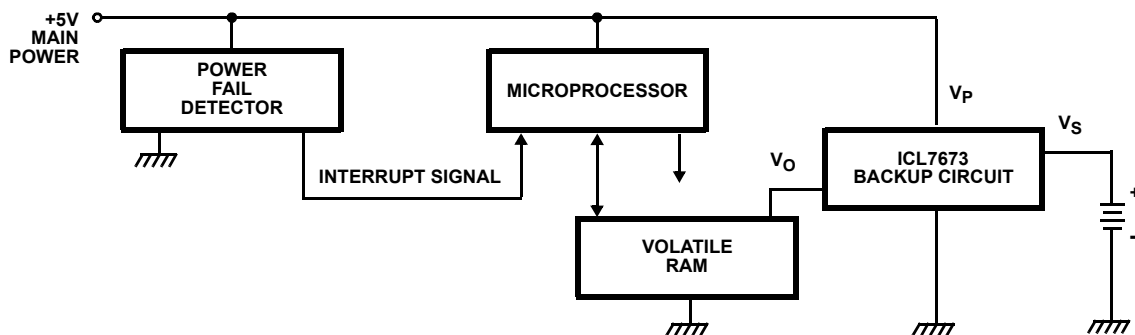 +5V
MAIN
POWER
POWER
FAIL
DETECTOR
MICROPROCESSOR
VP
VS
ICL7673
BACKUP CIRCUIT
VO
INTERRUPT SIGNAL
VOLATILE
RAM
+
-